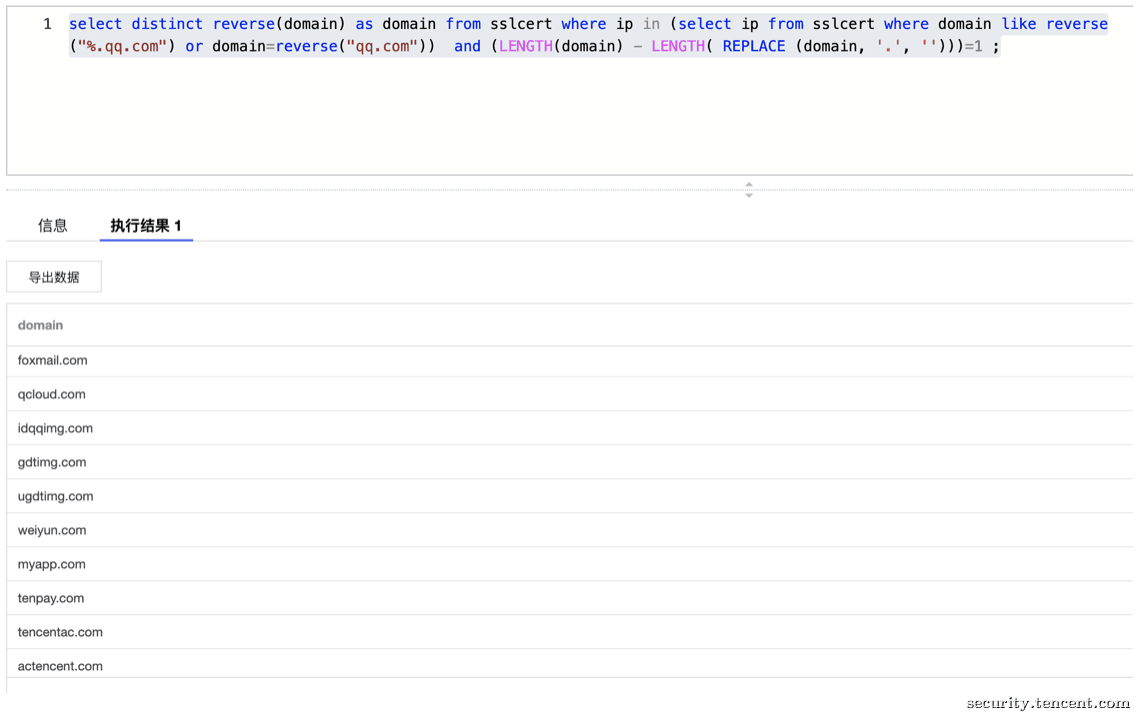 1 select distinct reverse(domain) as domain from sslcert where ip in (select ip from sslcert where domain like reverse
("%.qq.com") or domain=reverse("qq.com"))  and (LENGTH(domain) - LENGTH( REPLACE (domain, '.', '')))=1 ;
信息 执行结果 1
导出数据
domain
foxmail.com
qcloud.com
idqqimg.com
gdtimg.com
ugdtimg.com
weiyun.com
myapp.com
tenpay.com
tencentac.com
actencent.com
security.tencent.com